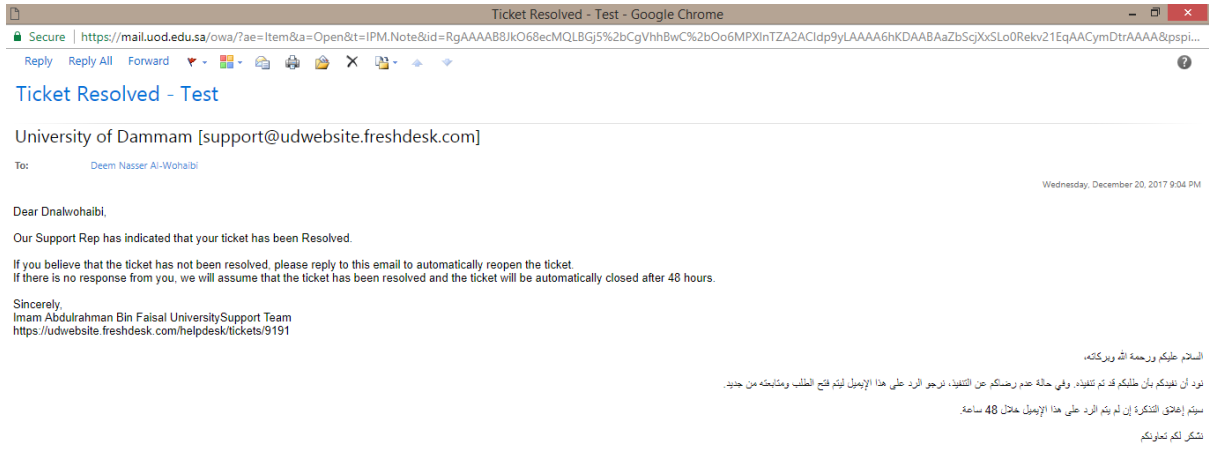 Ticket Resolved - Test - Google Chrome
Secure | https://mail.uod.edu.sa/owa/?ae=Item&a=Open&t=IPM.Note&id=RgAAAAB8JkO68ecMQLBGj5%2bCgVhhBwC%2bOo6MPXlnTZA2ACldp9yLAAAA6hKDAABAaZbScjXxSLo0Rekv21EqAACymDtrAAAA&pspi...
Reply Reply All Forward
Ticket Resolved - Test
University of Dammam [support@udwebsite.freshdesk.com]
To: Deem Nasser Al-Wohaibi
Wednesday, December 20, 2017 9:04 PM
Dear Dnalwohaibi,
Our Support Rep has indicated that your ticket has been Resolved.
If you believe that the ticket has not been resolved, please reply to this email to automatically reopen the ticket.
If there is no response from you, we will assume that the ticket has been resolved and the ticket will be automatically closed after 48 hours.
Sincerely,
Imam Abdulrahman Bin Faisal UniversitySupport Team
https://udwebsite.freshdesk.com/helpdesk/tickets/9191
السلام عليكم ورحمة الله وبركاته،
نود أن نفيدكم بأن طلبكم قد تم تنفيذه. وفي حالة عدم رضاكم عن التنفيذ، نرجو الرد على هذا الإيميل ليتم فتح الطلب ومتابعته من جديد.
سيتم إغلاق التذكرة إن لم يتم الرد على هذا الإيميل خلال 48 ساعة.
نشكر لكم تعاونكم